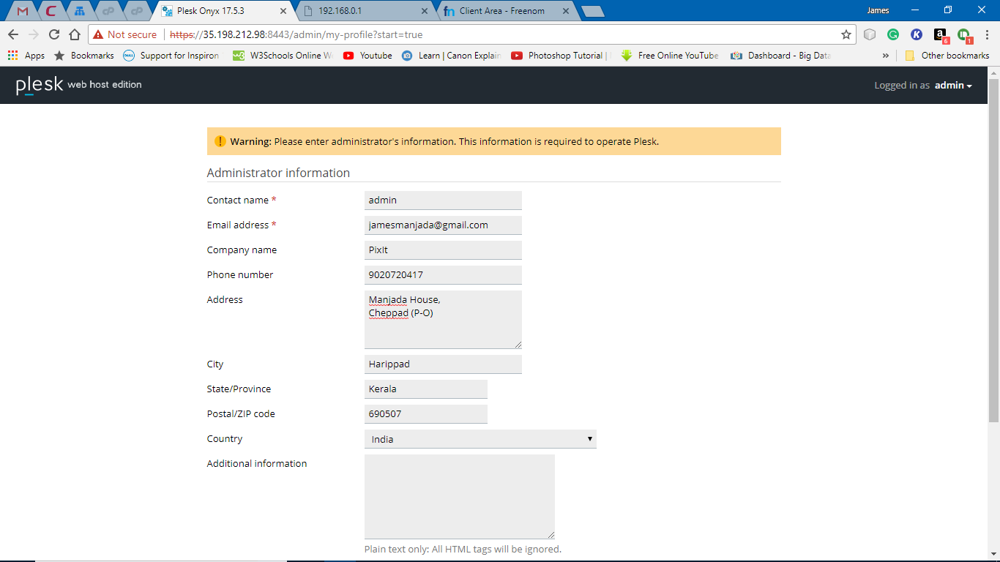 Plesk Onyx 17.5.3
192.168.0.1
Client Area - Freenom
James
Not secure
https://35.198.212.98:8443/admin/my-profile?start=true
6
1
Apps
Bookmarks
Support for Inspiron
W3Schools Online W
Youtube
Learn | Canon Explain
Photoshop Tutorial |
Free Online YouTube
Dashboard - Big Data
»
Other bookmarks
plesk web host edition
Logged in as admin
Warning: Please enter administrator's information. This information is required to operate Plesk.
Administrator information
Contact name *
admin
Email address *
jamesmanjada@gmail.com
Company name
PixIt
Phone number
9020720417
Address
Manjada House,
Cheppad (P-O)
City
Harippad
State/Province
Kerala
Postal/ZIP code
690507
Country
India
Additional information
Plain text only: All HTML tags will be ignored.